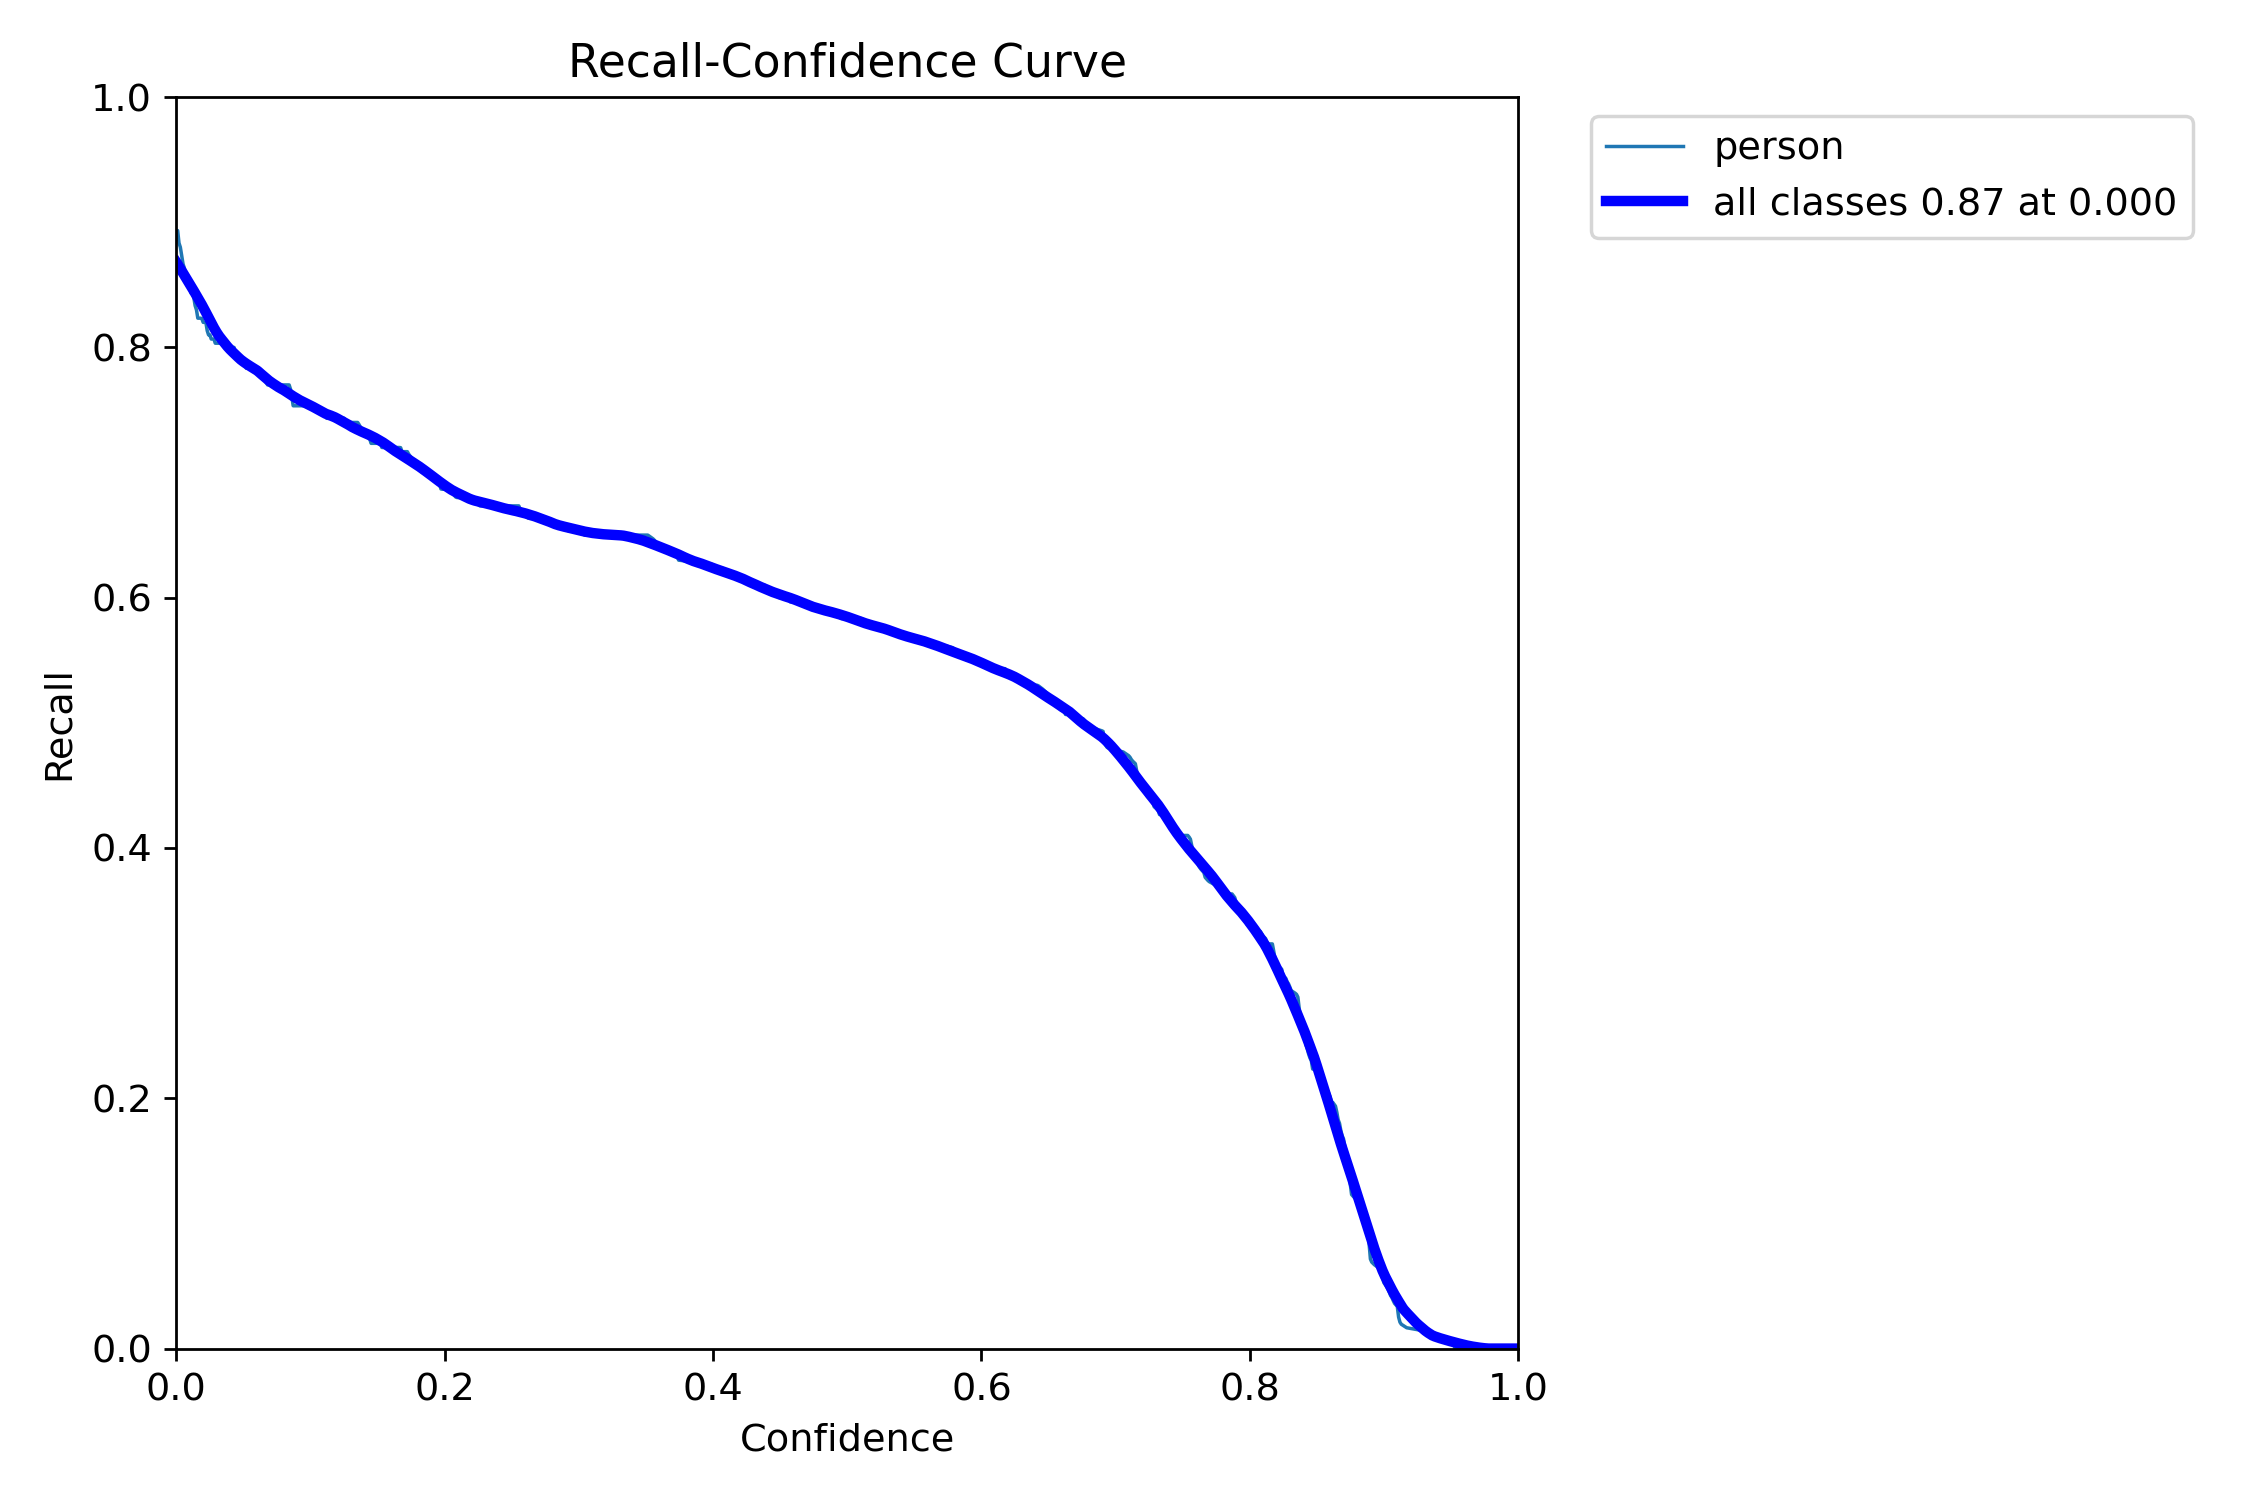 Recall-Confidence Curve
person
all classes 0.87 at 0.000
1.0
0.8
0.6
0.4
0.2
0.0
Recall
0.0 0.2 0.4 0.6 0.8 1.0
Confidence